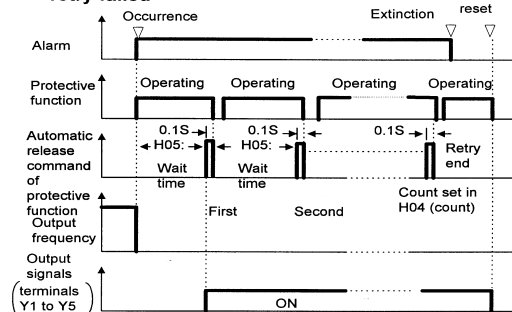 retry failed
Occurrence
Extinction
reset
Alarm
Protective function
Operating
Operating
Operating
Operating
Automatic release command of protective function
0.1S
0.1S
0.1S
H05:
H05:
Wait time
Wait time
Retry end
First
Second
Count set in H04 (count)
Output frequency
Output signals
(terminals Y1 to Y5)
ON